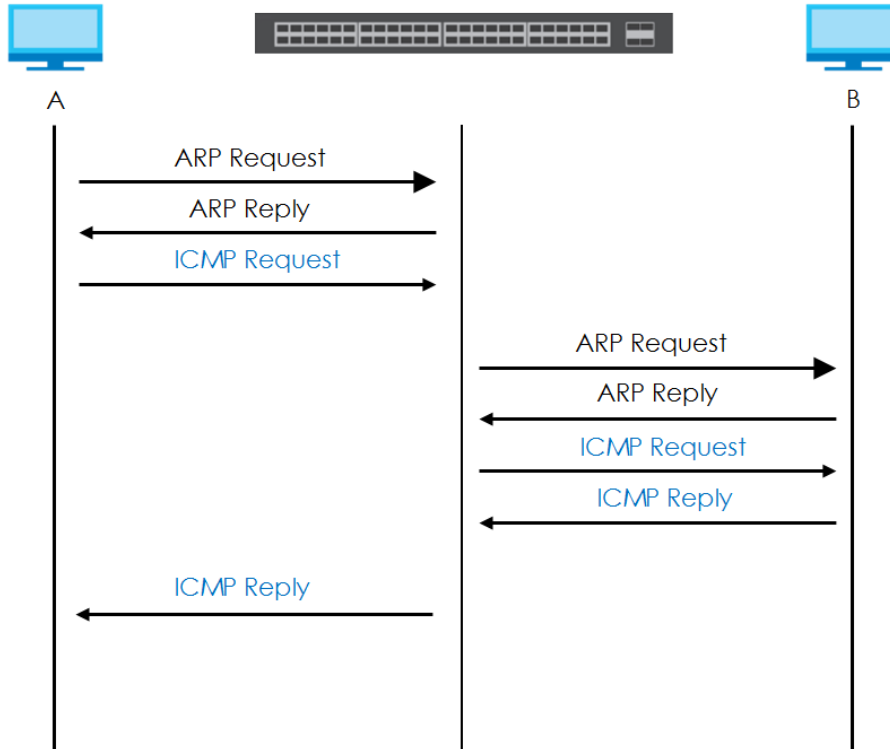 A
B
ARP Request
ARP Reply
ICMP Request
ARP Request
ARP Reply
ICMP Request
ICMP Reply
ICMP Reply